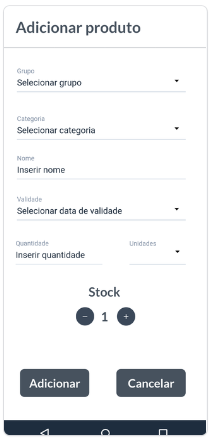 Adicionar produto
Grupo
Selecionar grupo
Categoria
Selecionar categoria
Nome
Inserir nome
Validade
Selecionar data de validade
Quantidade Unidades
Inserir quantidade
Stock
− 1 +
Adicionar Cancelar